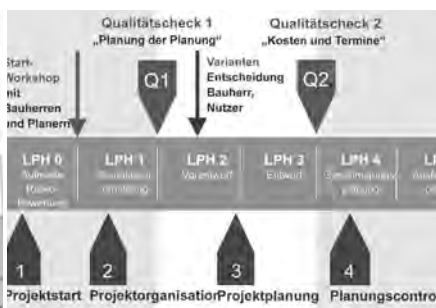 Qualitätscheck 1
„Planung der Planung“
Qualitätscheck 2
„Kosten und Termine“
Start-
Workshop
mit
Bauherren
und Planern
Q1
Varianten
Entscheidung
Bauherr,
Nutzer
Q2
LPH 0
LPH 1
LPH 2
Vorentwurf
LPH 3
Entwurf
LPH 4
1
2
3
4
Projektstart
Projektorganisation
Projektplanung
Planungscontro